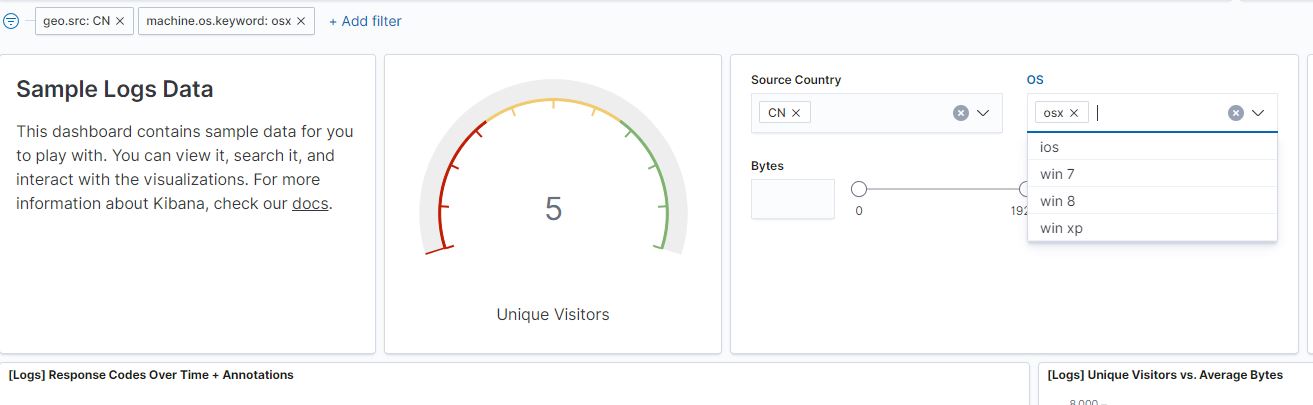 geo.src: CN ×
machine.os.keyword: osx ×
+ Add filter
Sample Logs Data
This dashboard contains sample data for you
to play with. You can view it, search it, and
interact with the visualizations. For more
information about Kibana, check our docs.
5
Unique Visitors
Source Country
CN ×
OS
osx ×
ios
win 7
win 8
win xp
Bytes
0
192
[Logs] Response Codes Over Time + Annotations
[Logs] Unique Visitors vs. Average Bytes
8,000